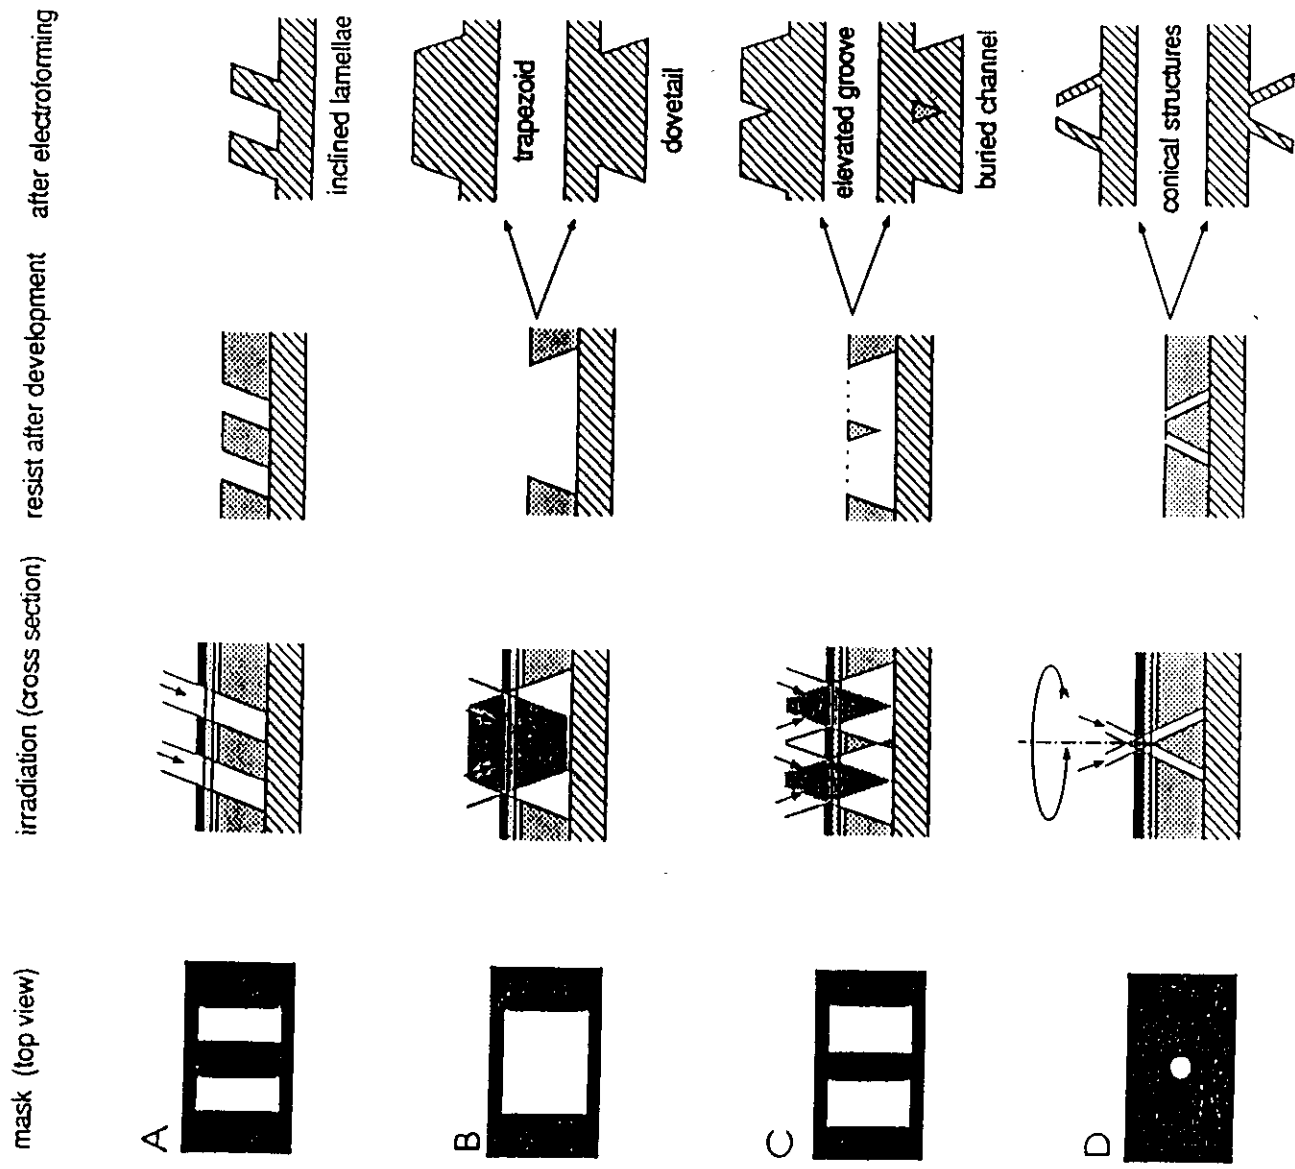 mask (top view)
irradiation (cross section)
resist after development
after electroforming
A
inclined lamellae
B
trapezoid
dovetail
C
elevated groove
buried channel
D
conical structures